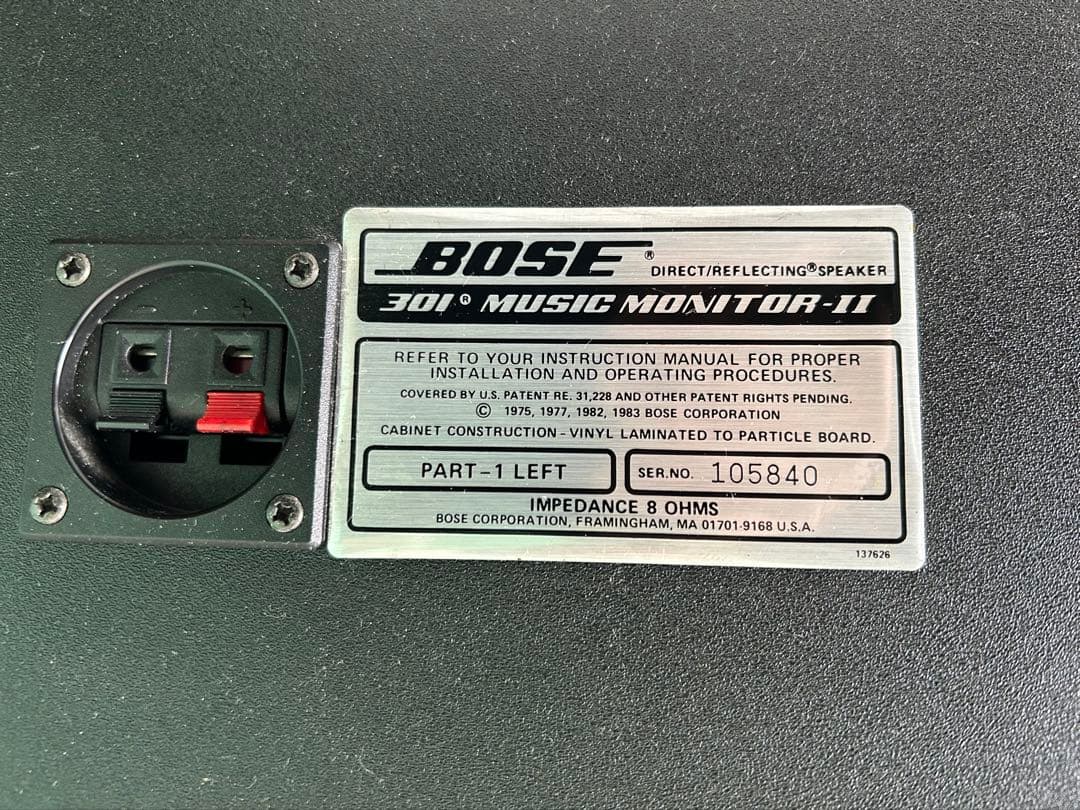 BOSE®
DIRECT/REFLECTING® SPEAKER
301® MUSIC MONITOR-II
REFER TO YOUR INSTRUCTION MANUAL FOR PROPER
INSTALLATION AND OPERATING PROCEDURES.
COVERED BY U.S. PATENT RE. 31,228 AND OTHER PATENT RIGHTS PENDING.
© 1975, 1977, 1982, 1983 BOSE CORPORATION
CABINET CONSTRUCTION – VINYL LAMINATED TO PARTICLE BOARD.
PART–1 LEFT
SER.NO. 105840
IMPEDANCE 8 OHMS
BOSE CORPORATION, FRAMINGHAM, MA 01701-9168 U.S.A.
137626